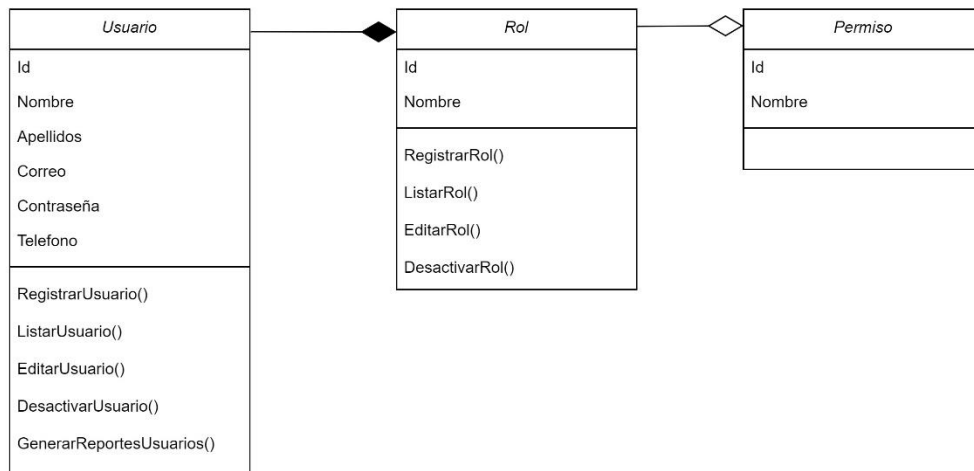 Usuario
Id
Nombre
Apellidos
Correo
Contraseña
Telefono
RegistrarUsuario()
ListarUsuario()
EditarUsuario()
DesactivarUsuario()
GenerarReportesUsuarios()
Rol
Id
Nombre
RegistrarRol()
ListarRol()
EditarRol()
DesactivarRol()
Permiso
Id
Nombre